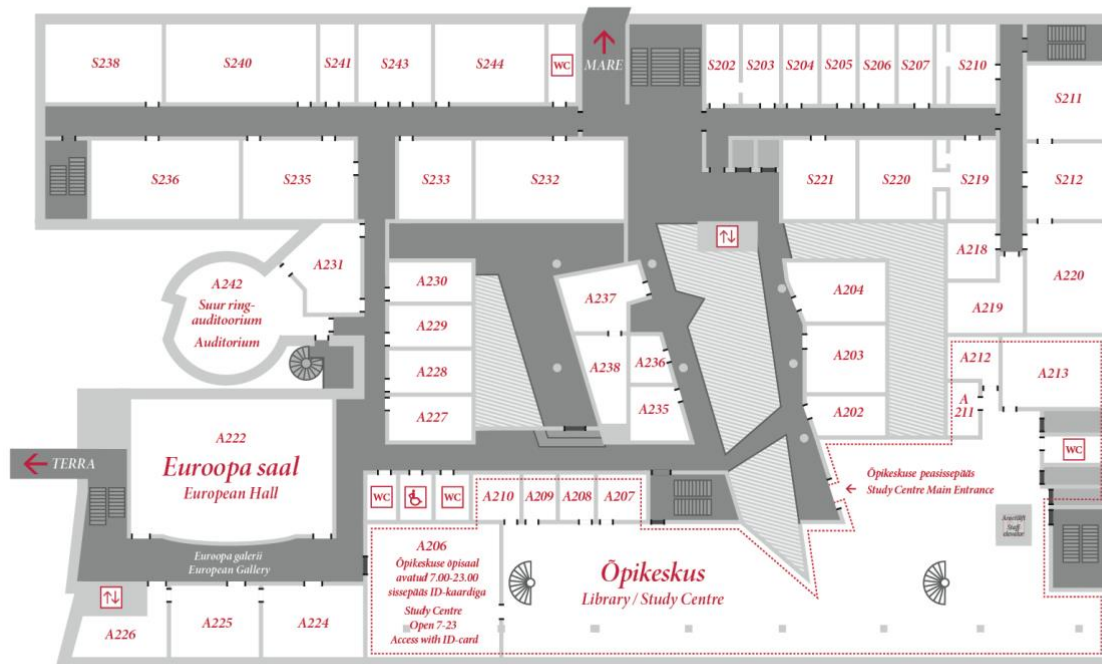 S238
S240
S241
S243
S244
WC
MARE
S202
S203
S204
S205
S206
S207
S210
S211
S236
S235
S233
S232
S221
S220
S219
S212
A242
Suur ring-
auditoorium
Auditorium
A231
A230
A229
A228
A227
A237
A238
A236
A235
A204
A203
A202
A218
A219
A220
A212
A213
A
211
WC
TERRA
A222
Euroopa saal
European Hall
Euroopa galerii
European Gallery
WC
WC
A210
A209
A208
A207
Õpikeskuse peasissepääs
Study Centre Main Entrance
A206
Õpikeskuse õpisaal
avatud 7.00-23.00
sissepääs ID-kaardiga
Study Centre
Open 7-23
Access with ID-card
Õpikeskus
Library / Study Centre
A226
A225
A224